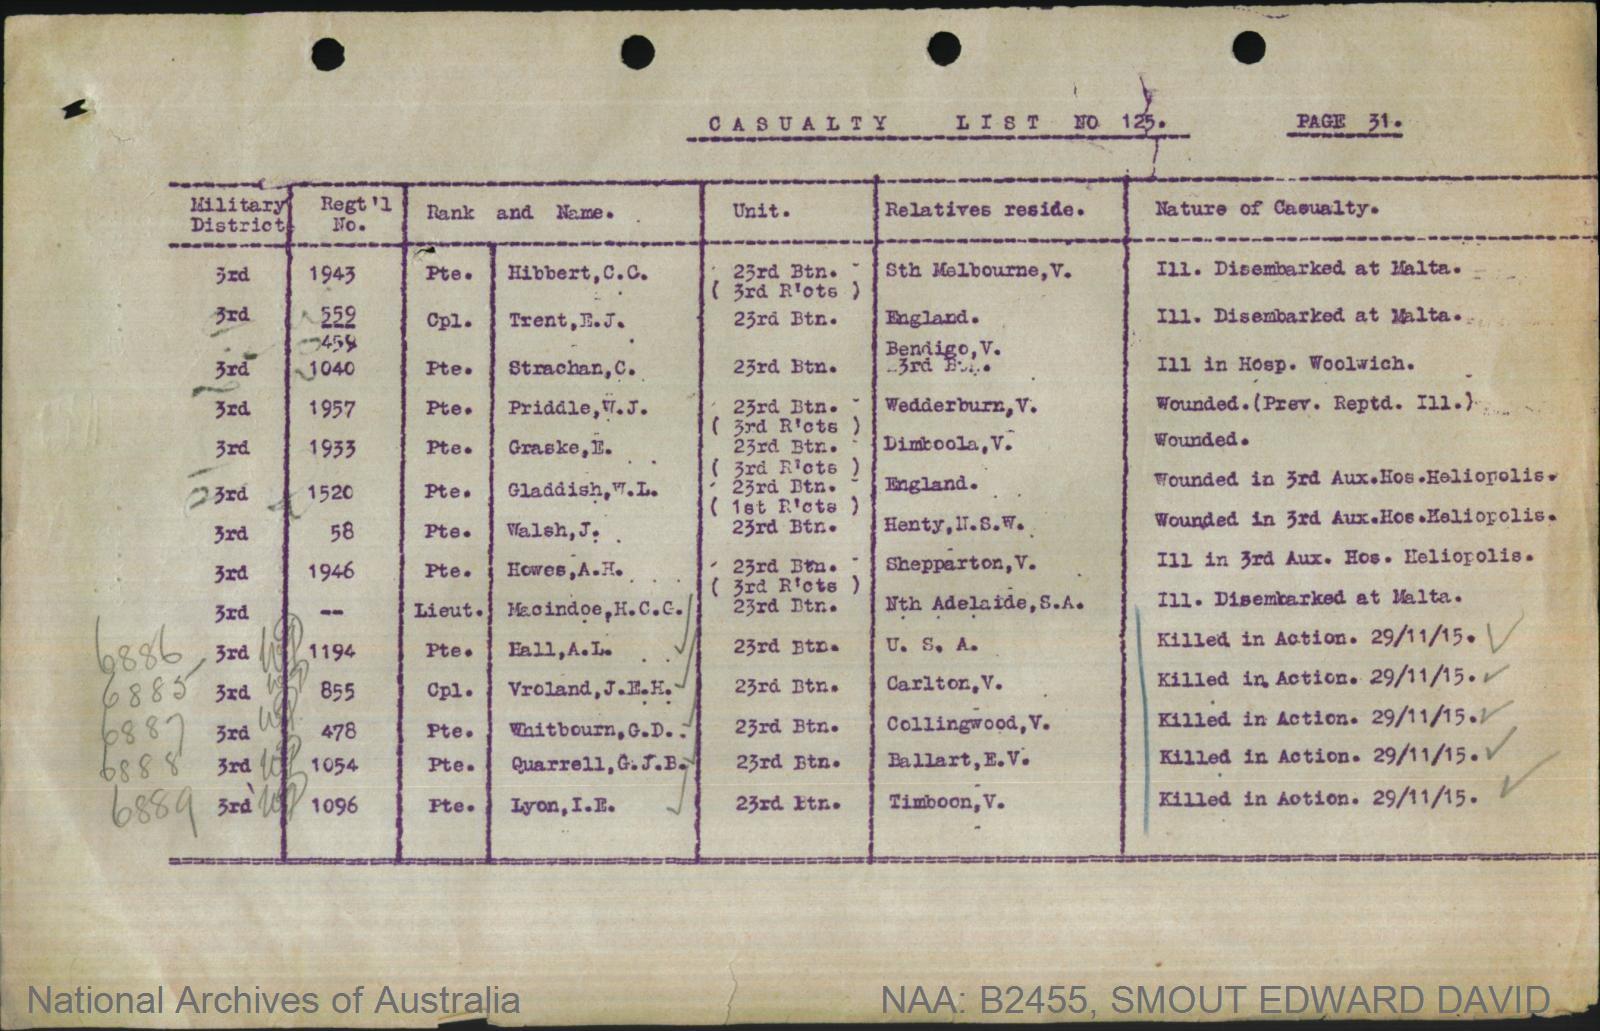 CASUALTY LIST NO 125. PAGE 31.
Military District. Regt'l No. Rank and Name. Unit. Relatives reside. Nature of Casualty.
3rd 1943 Pte. Hibbert,C.G. 23rd Btn. Sth Melbourne,V. Ill. Disembarked at Malta.
( 3rd R'cts )
3rd 559 Cpl. Trent,E.J. 23rd Btn. England. Ill. Disembarked at Malta.
459 Bendigo,V.
3rd 1040 Pte. Strachan,C. 23rd Btn. Ill in Hosp. Woolwich.
3rd 1957 Pte. Priddle,W.J. 23rd Btn. Wedderburn,V. Wounded.(Prev. Reptd. Ill.)
( 3rd R'cts )
3rd 1933 Pte. Graske,E. 23rd Btn. Dimboola,V. Wounded.
( 3rd R'cts )
3rd 1520 Pte. Gladdish,W.L. 23rd Btn. England. Wounded in 3rd Aux.Hos.Heliopolis.
( 1st R'cts )
3rd 58 Pte. Walsh,J. 23rd Btn. Henty,N.S.W. Wounded in 3rd Aux.Hos.Heliopolis.
3rd 1946 Pte. Howes,A.H. 23rd Btn. Shepparton,V. Ill in 3rd Aux. Hos. Heliopolis.
( 3rd R'cts )
3rd -- Lieut. Macindoe,H.C.G. 23rd Btn. Nth Adelaide,S.A. Ill. Disembarked at Malta.
6886 3rd 1194 Pte. Hall,A.L. 23rd Btn. U. S. A. Killed in Action. 29/11/15.
6885 3rd 855 Cpl. Vroland,J.E.H. 23rd Btn. Carlton,V. Killed in Action. 29/11/15.
6887 3rd 478 Pte. Whitbourn,G.D. 23rd Btn. Collingwood,V. Killed in Action. 29/11/15.
6888 3rd 1054 Pte. Quarrell,G.J.B. 23rd Btn. Ballart,E.V. Killed in Action. 29/11/15.
6889 3rd 1096 Pte. Lyon,I.E. 23rd Btn. Timboon,V. Killed in Action. 29/11/15.
National Archives of Australia NAA: B2455, SMOUT EDWARD DAVID